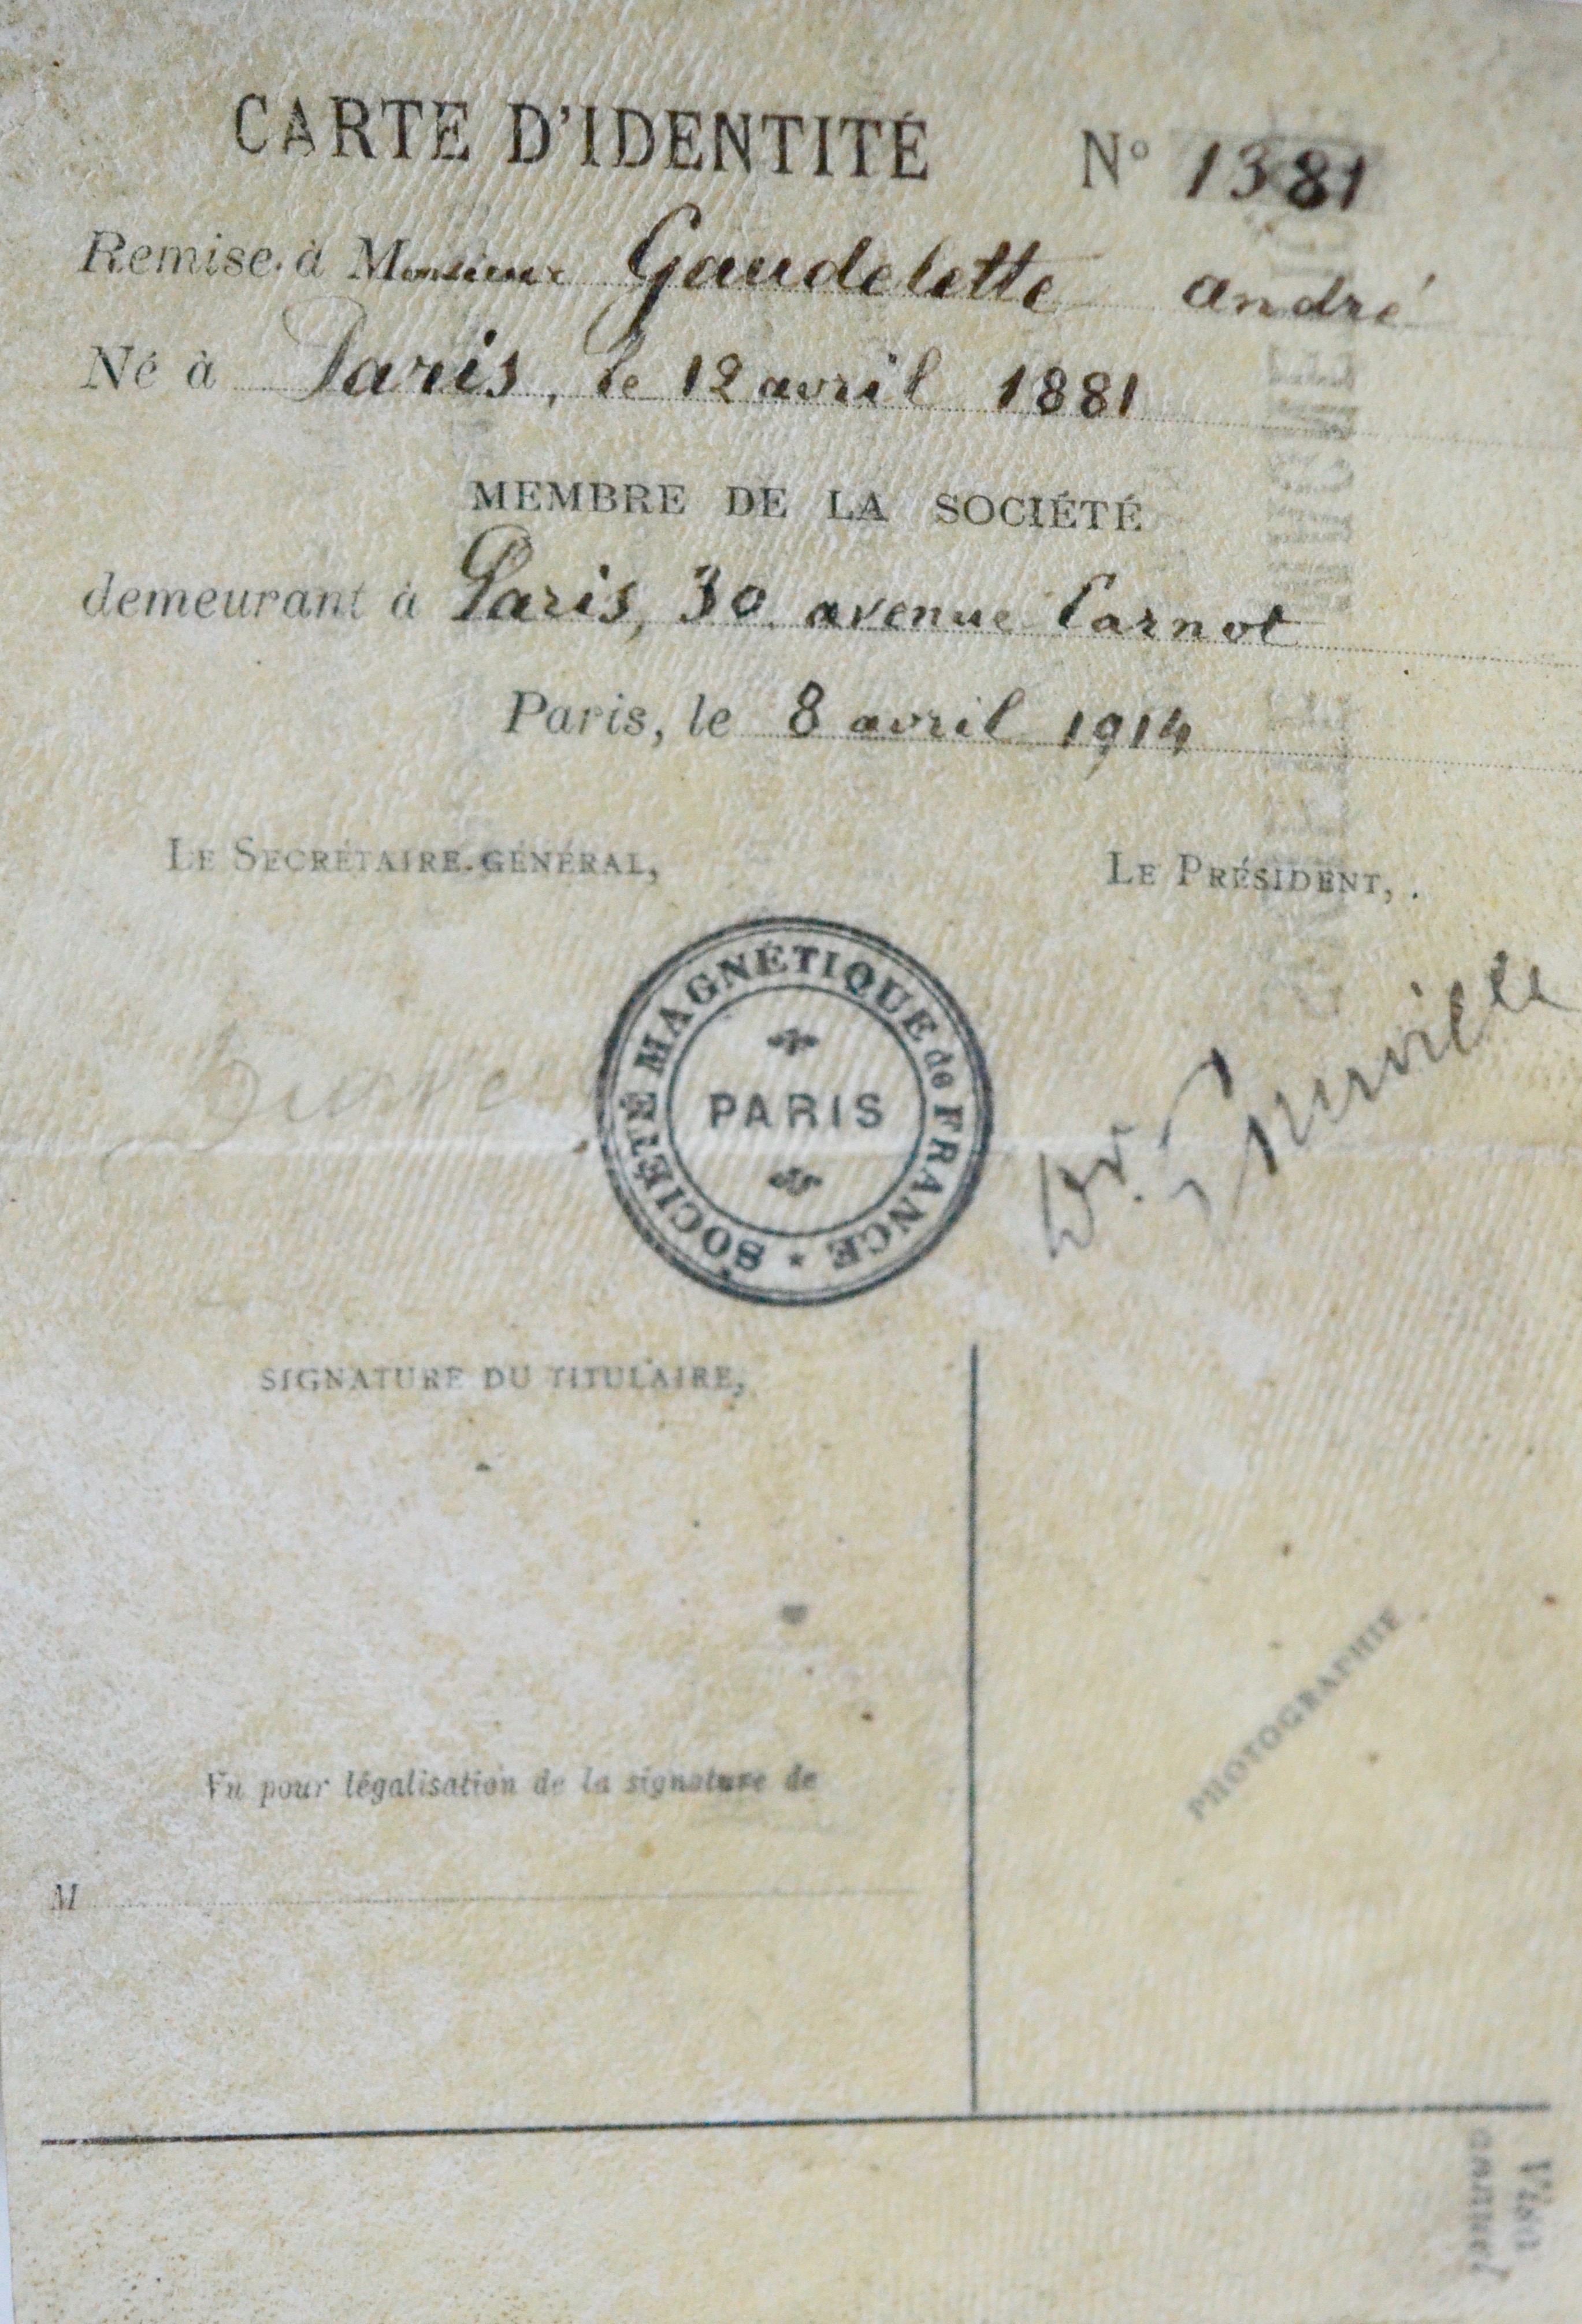 CARTE D'IDENTITÉ N° 1381
Remise à Monsieur Gaudelette andré
Né à Paris, le 12 avril 1881
MEMBRE DE LA SOCIÉTÉ
demeurant à Paris, 30. avenue Carnot
Paris, le 8 avril 1914
LE SECRÉTAIRE-GÉNÉRAL,
LE PRÉSIDENT,
SOCIÉTÉ MAGNÉTIQUE de FRANCE
PARIS
SIGNATURE DU TITULAIRE,
PHOTOGRAPHIE
Vu pour légalisation de la signature de
M